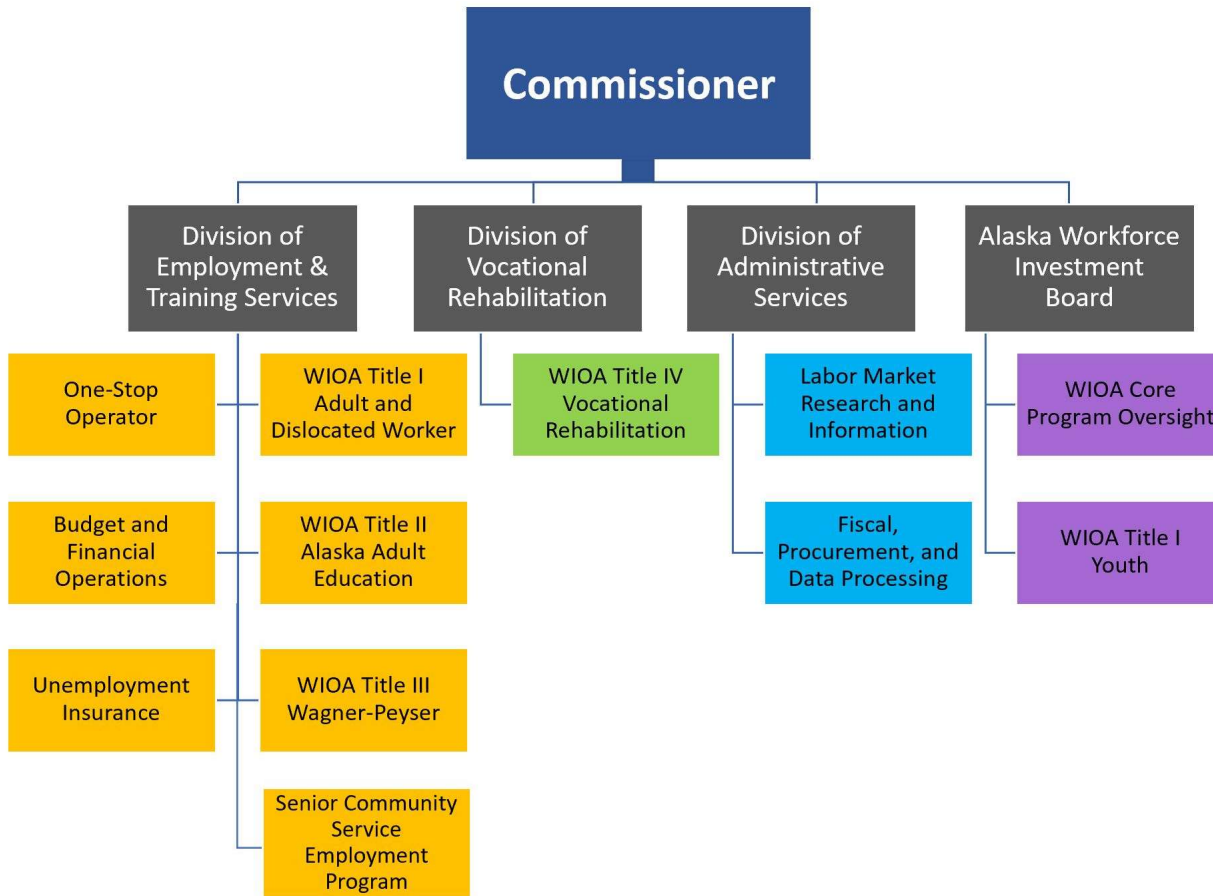 Commissioner
Division of
Employment &
Training Services
Division of
Vocational
Rehabilitation
Division of
Administrative
Services
Alaska Workforce
Investment
Board
One-Stop
Operator
WIOA Title I
Adult and
Dislocated Worker
WIOA Title IV
Vocational
Rehabilitation
Labor Market
Research and
Information
WIOA Core
Program Oversight
Budget and
Financial
Operations
WIOA Title II
Alaska Adult
Education
Fiscal,
Procurement, and
Data Processing
WIOA Title I
Youth
Unemployment
Insurance
WIOA Title III
Wagner-Peyser
Senior Community
Service
Employment
Program